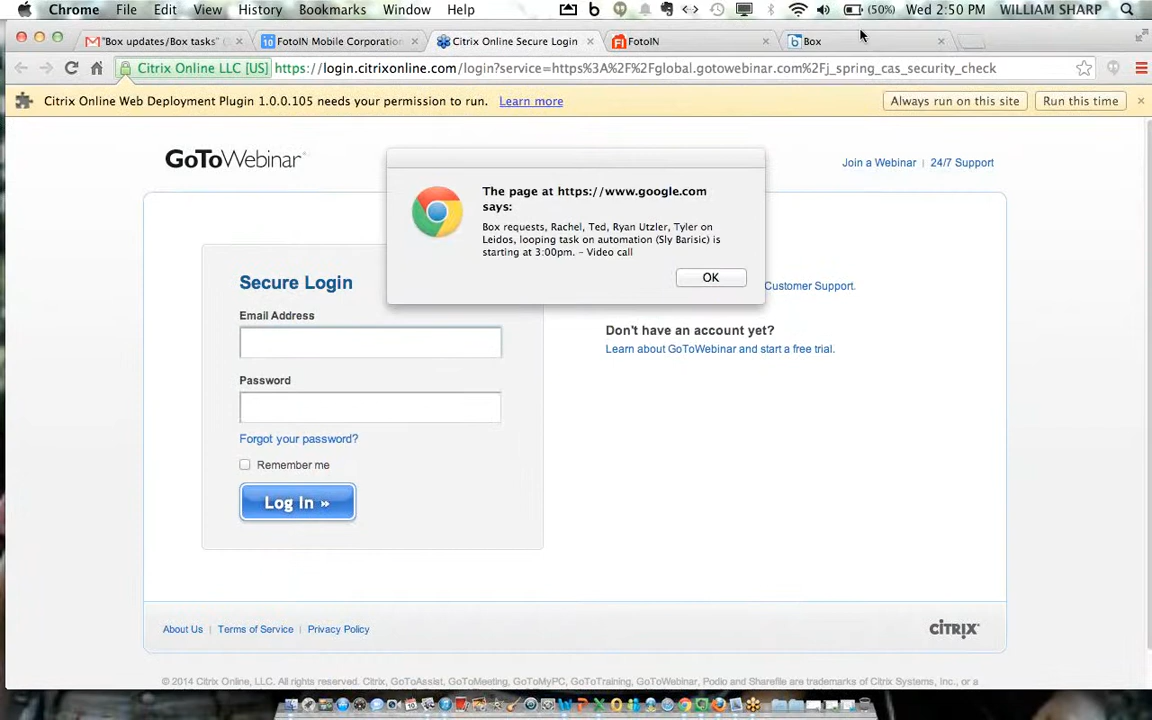 Chrome File Edit View History Bookmarks Window Help (50%) Wed 2:50 PM WILLIAM SHARP
"Box updates/Box tasks" FotoIN Mobile Corporation Citrix Online Secure Login FotoIN Box
Citrix Online LLC [US] https://login.citrixonline.com/login?service=https%3A%2F%2Fglobal.gotowebinar.com%2Fj_spring_cas_security_check
Citrix Online Web Deployment Plugin 1.0.0.105 needs your permission to run. Learn more Always run on this site Run this time
GoToWebinar
Join a Webinar | 24/7 Support
The page at https://www.google.com
says:
Box requests, Rachel, Ted, Ryan Utzler, Tyler on
Leidos, looping task on automation (Sly Barisic) is
starting at 3:00pm. - Video call
OK
Secure Login
Customer Support.
Email Address
Don't have an account yet?
Learn about GoToWebinar and start a free trial.
Password
Forgot your password?
Remember me
Log In »
About Us | Terms of Service | Privacy Policy
CITRIX
© 2014 Citrix Online, LLC. All rights reserved. Citrix, GoToAssist, GoToMeeting, GoToMyPC, GoToTraining, GoToWebinar, Podio and Sharefile are trademarks of Citrix Systems, Inc., or a